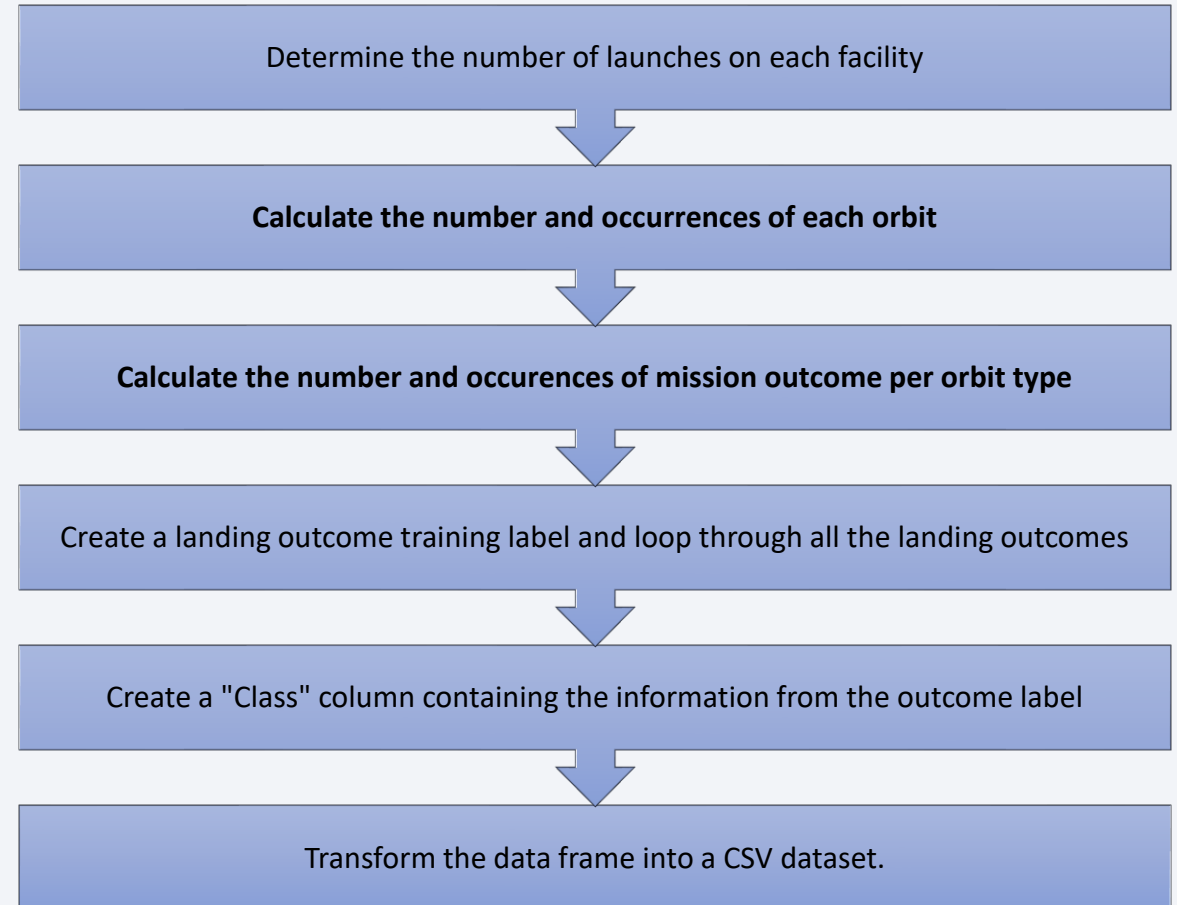 Determine the number of launches on each facility
Calculate the number and occurrences of each orbit
Calculate the number and occurences of mission outcome per orbit type
Create a landing outcome training label and loop through all the landing outcomes
Create a "Class" column containing the information from the outcome label
Transform the data frame into a CSV dataset.